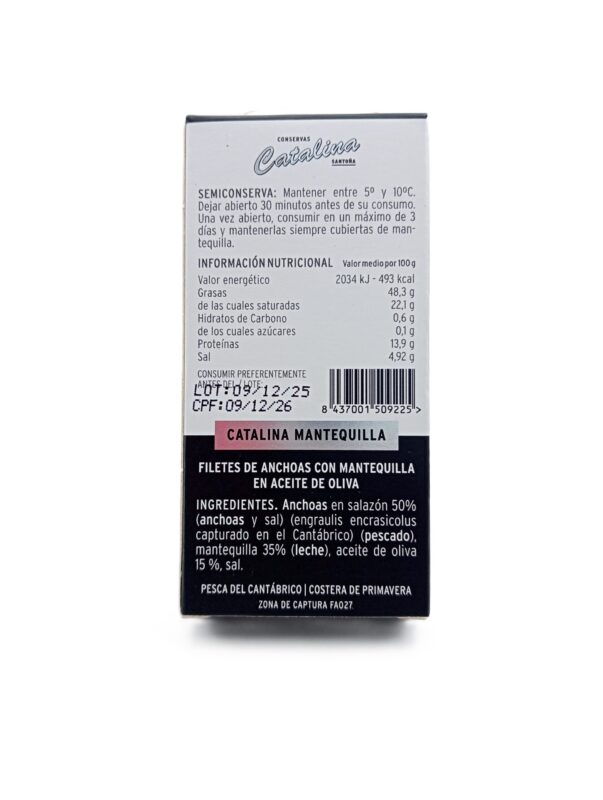 CONSERVAS
Catalina
SANTOÑA
SEMICONSERVA: Mantener entre 5º y 10ºC.
Dejar abierto 30 minutos antes de su consumo.
Una vez abierto, consumir en un máximo de 3
días y mantenerlas siempre cubiertas de man-
tequilla.
INFORMACIÓN NUTRICIONAL Valor medio por 100 g
Valor energético 2034 kJ - 493 kcal
Grasas 48,3 g
de las cuales saturadas 22,1 g
Hidratos de Carbono 0,6 g
de los cuales azúcares 0,1 g
Proteínas 13,9 g
Sal 4,92 g
CONSUMIR PREFERENTEMENTE
ANTES DEL / LOTE:
LOT:09/12/25
CPF:09/12/26
8 437001 509225 >
CATALINA MANTEQUILLA
FILETES DE ANCHOAS CON MANTEQUILLA
EN ACEITE DE OLIVA
INGREDIENTES. Anchoas en salazón 50%
(anchoas y sal) (engraulis encrasicolus
capturado en el Cantábrico) (pescado),
mantequilla 35% (leche), aceite de oliva
15 %, sal.
PESCA DEL CANTÁBRICO | COSTERA DE PRIMAVERA
ZONA DE CAPTURA FAO27.